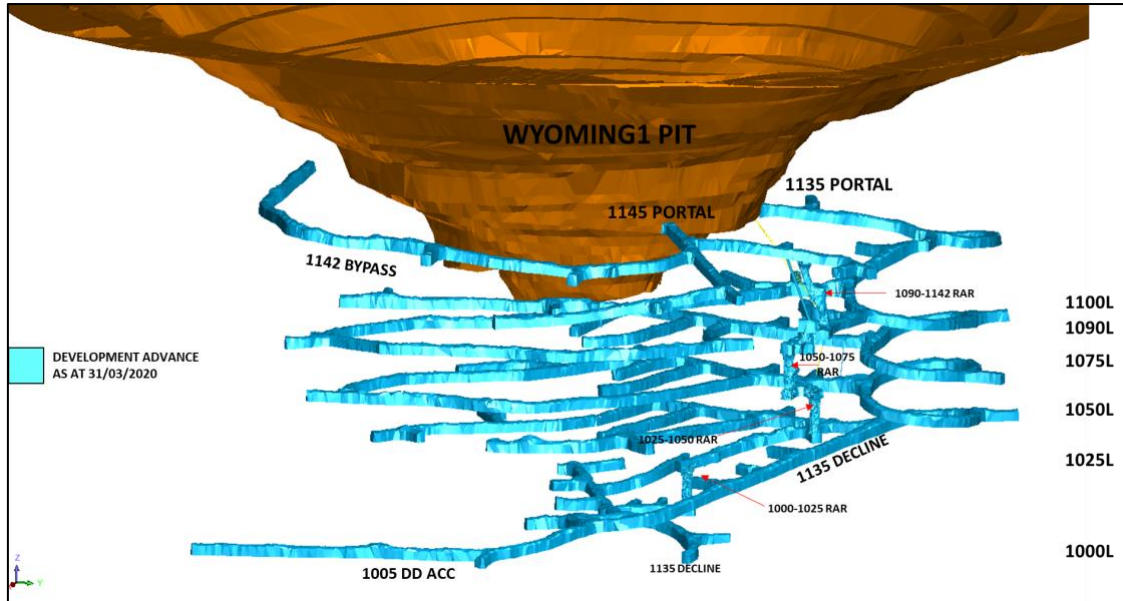 WYOMING1 PIT
1135 PORTAL
1145 PORTAL
1142 BYPASS
1090-1142 RAR
1100L
1090L
DEVELOPMENT ADVANCE
AS AT 31/03/2020
1050-1075
RAR
1075L
1050L
1025-1050 RAR
1135 DECLINE
1025L
1000-1025 RAR
1005 DD ACC
1135 DECLINE
1000L
Z
Y